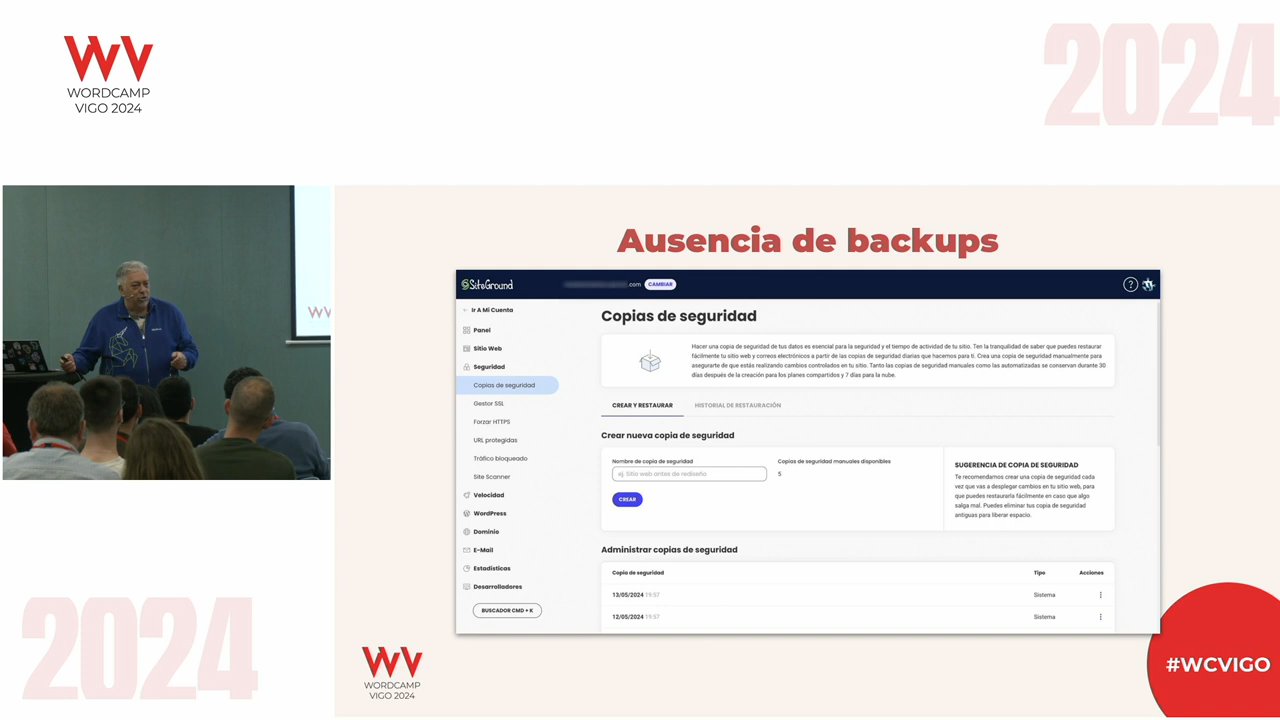 WORDCAMP
VIGO 2024
2024
Ausencia de backups
SiteGround
.com
CAMBIAR
?
Ir A Mi Cuenta
Panel
Sitio Web
Seguridad
Copias de seguridad
Gestor SSL
Forzar HTTPS
URL protegidas
Tráfico bloqueado
Site Scanner
Velocidad
WordPress
Dominio
E-Mail
Estadísticas
Desarrolladores
BUSCADOR CMD + K
Copias de seguridad
Hacer una copia de seguridad de tus datos es esencial para la seguridad y el tiempo de actividad de tu sitio. Ten la tranquilidad de saber que puedes restaurar
fácilmente tu sitio web y correos electrónicos a partir de las copias de seguridad diarias que hacemos para ti. Crea una copia de seguridad manualmente para
asegurarte de que estás realizando cambios controlados en tu sitio. Tanto las copias de seguridad manuales como las automatizadas se conservan durante 30
días después de la creación para los planes compartidos y 7 días para la nube.
CREAR Y RESTAURAR
HISTORIAL DE RESTAURACIÓN
Crear nueva copia de seguridad
Nombre de copia de seguridad
ej. Sitio web antes de rediseño
CREAR
Copias de seguridad manuales disponibles
5
SUGERENCIA DE COPIA DE SEGURIDAD
Te recomendamos crear una copia de seguridad cada
vez que vas a desplegar cambios en tu sitio web, para
que puedas restaurarla fácilmente en caso que algo
salga mal. Puedes eliminar tus copia de seguridad
antiguas para liberar espacio.
Administrar copias de seguridad
Copia de seguridad
Tipo
Acciones
13/05/2024 19:57
Sistema
12/05/2024 19:57
Sistema
2024
WORDCAMP
VIGO 2024
#WCVIGO